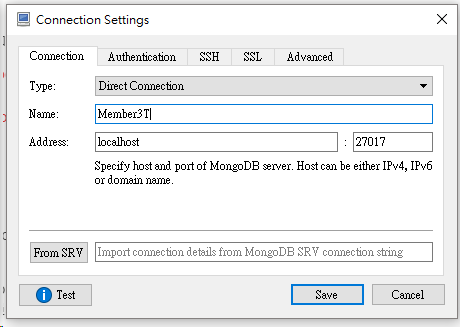 Connection Settings
Connection Authentication SSH SSL Advanced
Type: Direct Connection
Name: Member3T
Address: localhost : 27017
Specify host and port of MongoDB server. Host can be either IPv4, IPv6
or domain name.
From SRV Import connection details from MongoDB SRV connection string
Test Save Cancel